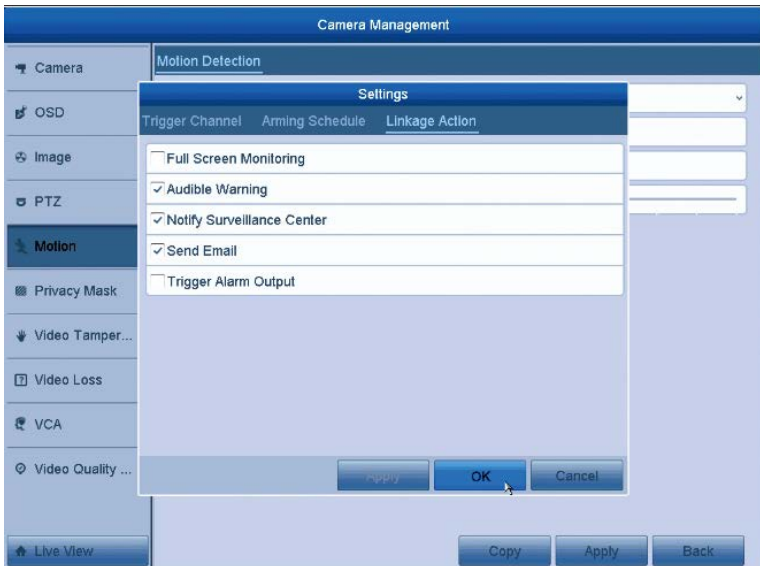 Camera Management
Camera
OSD
Image
PTZ
Motion
Privacy Mask
Video Tamper...
Video Loss
VCA
Video Quality ...
Live View
Motion Detection
Settings
Trigger Channel Arming Schedule Linkage Action
Full Screen Monitoring
Audible Warning
Notify Surveillance Center
Send Email
Trigger Alarm Output
Apply OK Cancel
Copy Apply Back